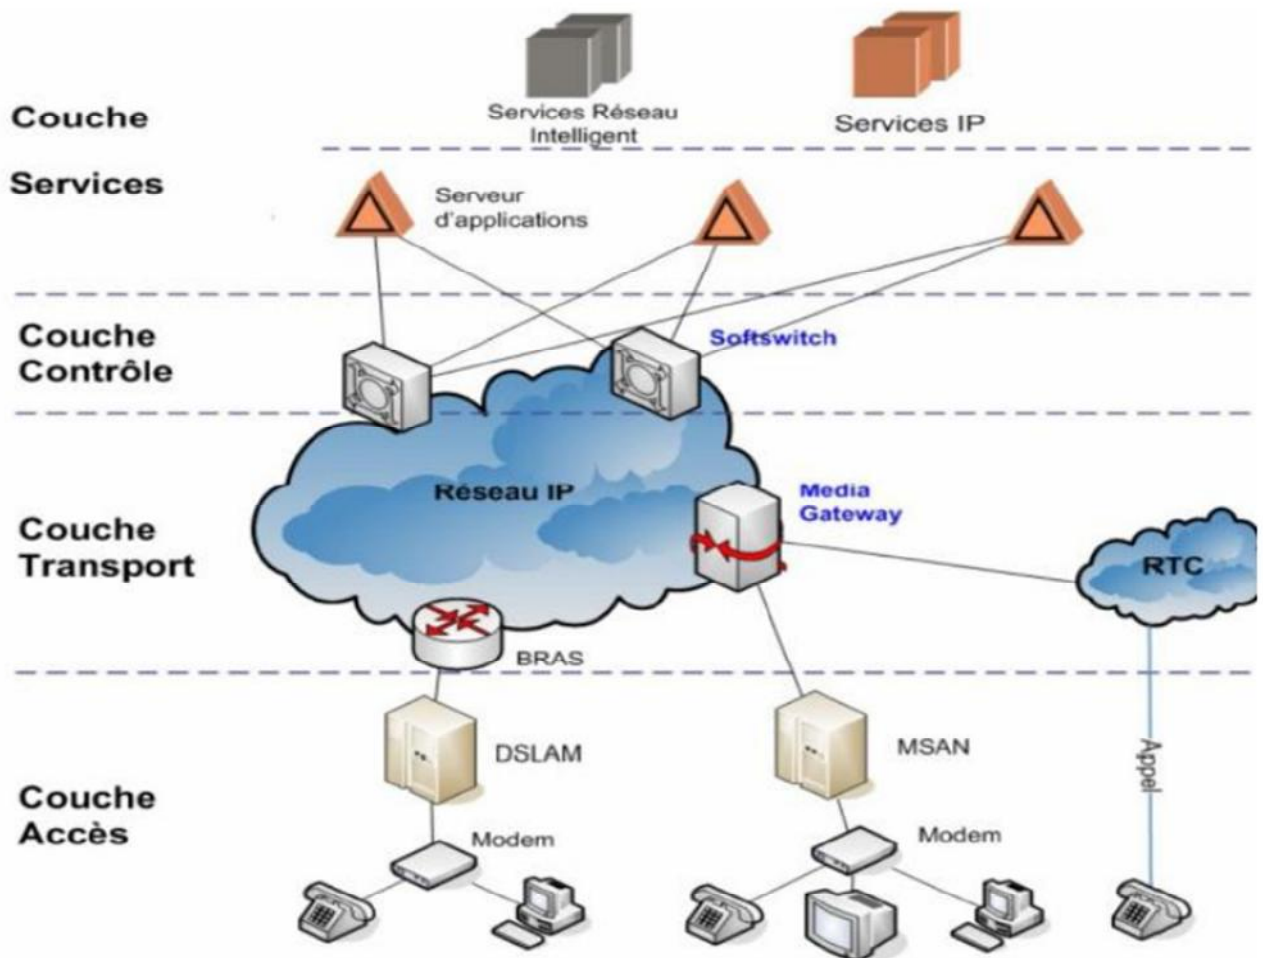 Couche
Services
Services Réseau
Intelligent
Services IP
Serveur
d'applications
Couche
Contrôle
Softswitch
Couche
Transport
Réseau IP
Media
Gateway
RTC
BRAS
Couche
Accès
DSLAM
MSAN
Appel
Modem
Modem